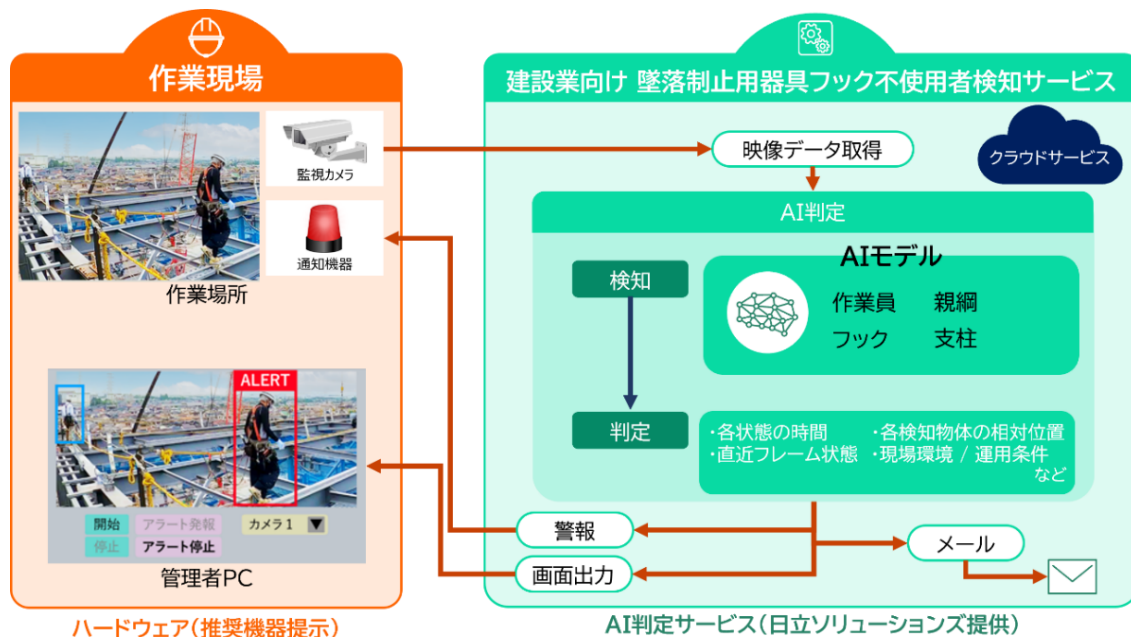 作業現場
監視カメラ
通知機器
作業場所
ALERT
開始
アラート発報
カメラ1
停止
アラート停止
管理者PC
ハードウェア(推奨機器提示)
建設業向け 墜落制止用器具フック不使用者検知サービス
映像データ取得
クラウドサービス
AI判定
AIモデル
検知
作業員 親綱
フック 支柱
判定
・各状態の時間 ・各検知物体の相対位置
・直近フレーム状態 ・現場環境 / 運用条件
など
警報
メール
画面出力
AI判定サービス(日立ソリューションズ提供)